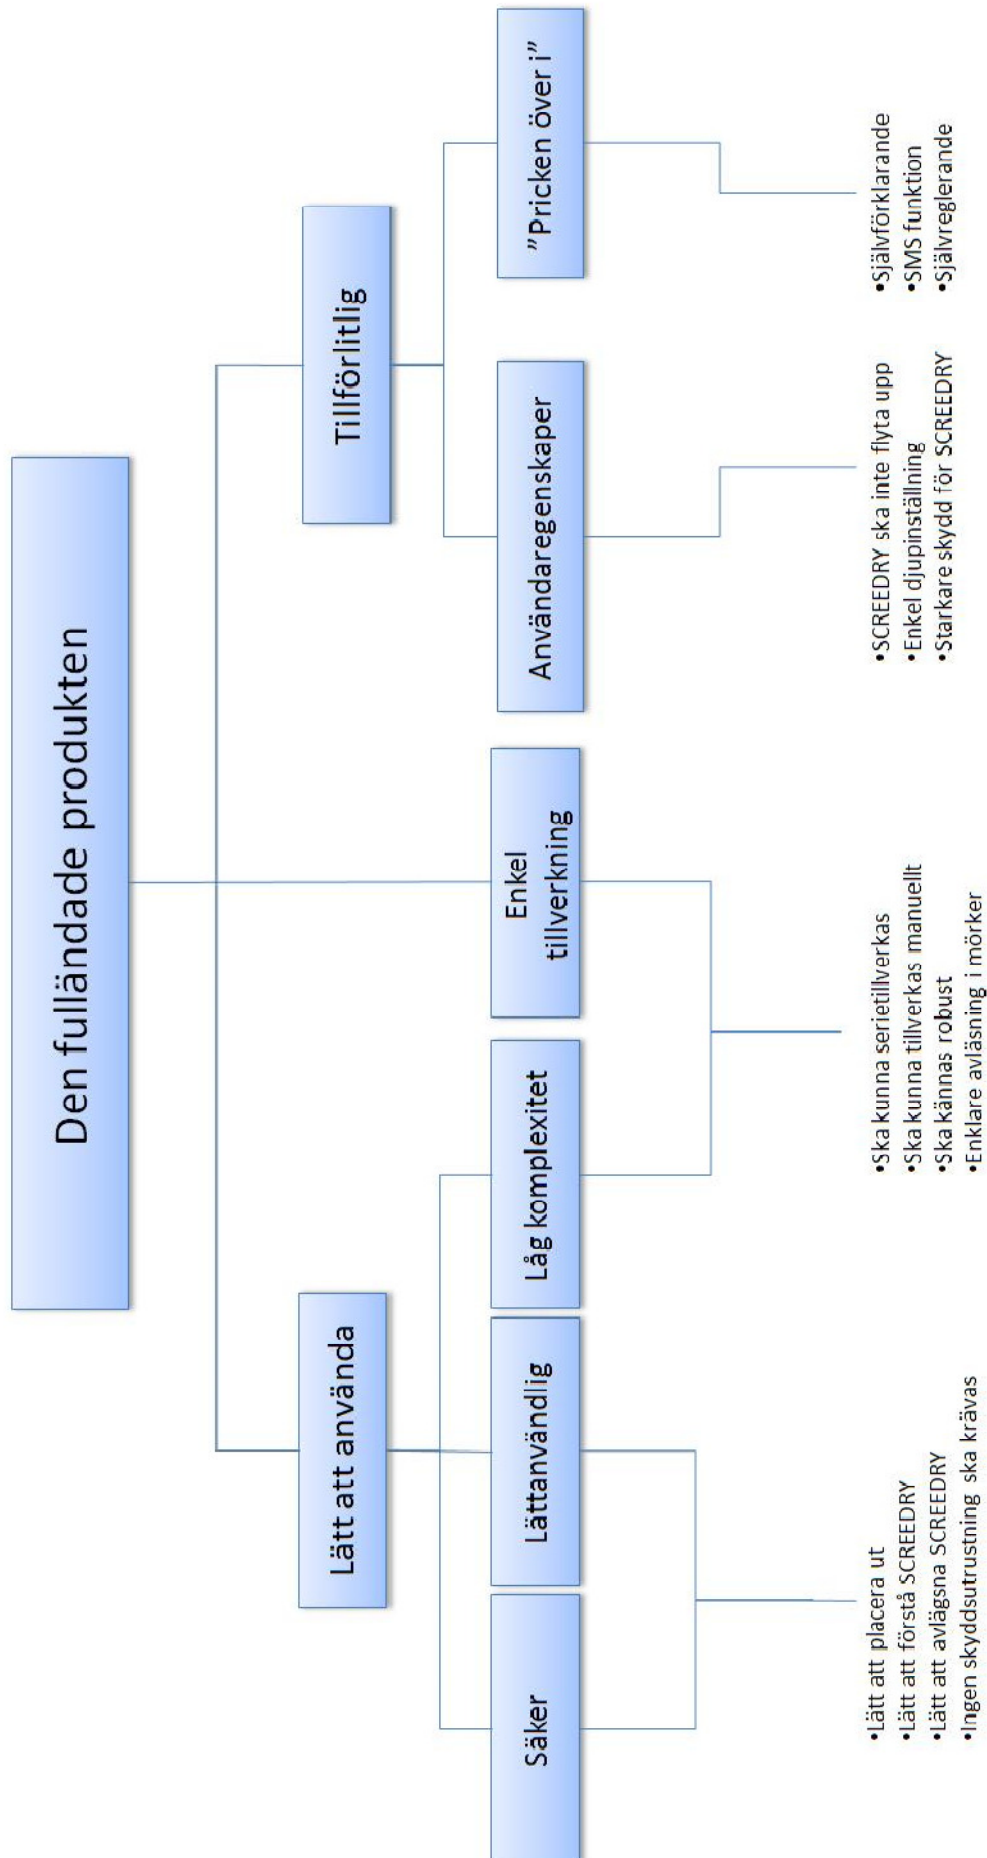 Den fulländade produkten
Lätt att använda
Tillförlitlig
Säker
Lättanvändlig
Låg komplexitet
Enkel
tillverkning
Användaregenskaper
"Pricken över i"
•Lätt att placera ut
•Lätt att förstå SCREEDRY
•Lätt att avlägsna SCREEDRY
•Ingen skyddsutrustning ska krävas
•Ska kunna serietillverkas
•Ska kunna tillverkas manuellt
•Ska kännas robust
•Enklare avläsning i mörker
•SCREEDRY ska inte flyta upp
•Enkel djupinställning
•Starkare skydd för SCREEDRY
•Självförklarande
•SMS funktion
•Självreglerande